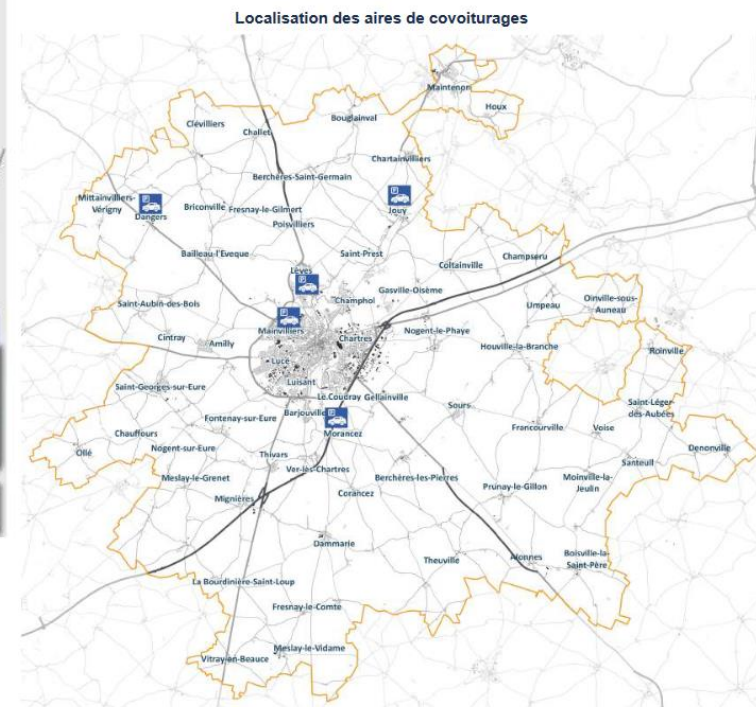 Localisation des aires de covoiturages
Maintenon
Houx
Bouglainval
Clévilliers
Challet
Chartainvilliers
Berchères-Saint-Germain
P
P
Mittainvilliers-
Vérigny
Dangers
Briconville
Fresnay-le-Gilmert
Jouy
Poisvilliers
Bailleau-l'Eveque
Saint-Prest
Coltainville
Champseru
Lèves
P
Gasville-Oisème
Champhol
Saint-Aubin-des-Bois
Umpeau
Oinville-sous-
Auneau
P
Mainvilliers
Cintray
Amilly
Chartres
Nogent-le-Phaye
Houville-la-Branche
Roinville
Lucé
Luisant
Saint-Georges-sur-Eure
Le Coudray
Gellainville
Saint-Léger-
des-Aubées
Barjouville
Sours
Fontenay-sur-Eure
P
Morancez
Francourville
Voise
Chauffours
Nogent-sur-Eure
Denonville
Ollé
Thivars
Santeuil
Ver-lès-Chartres
Meslay-le-Grenet
Berchères-les-Pierres
Moinville-la-
Jeulin
Prunay-le-Gillon
Mignières
Corancez
Dammarie
Theuville
Allonnes
Boisville-la-
Saint-Père
La Bourdinière-Saint-Loup
Fresnay-le-Comte
Meslay-le-Vidame
Vitray-en-Beauce